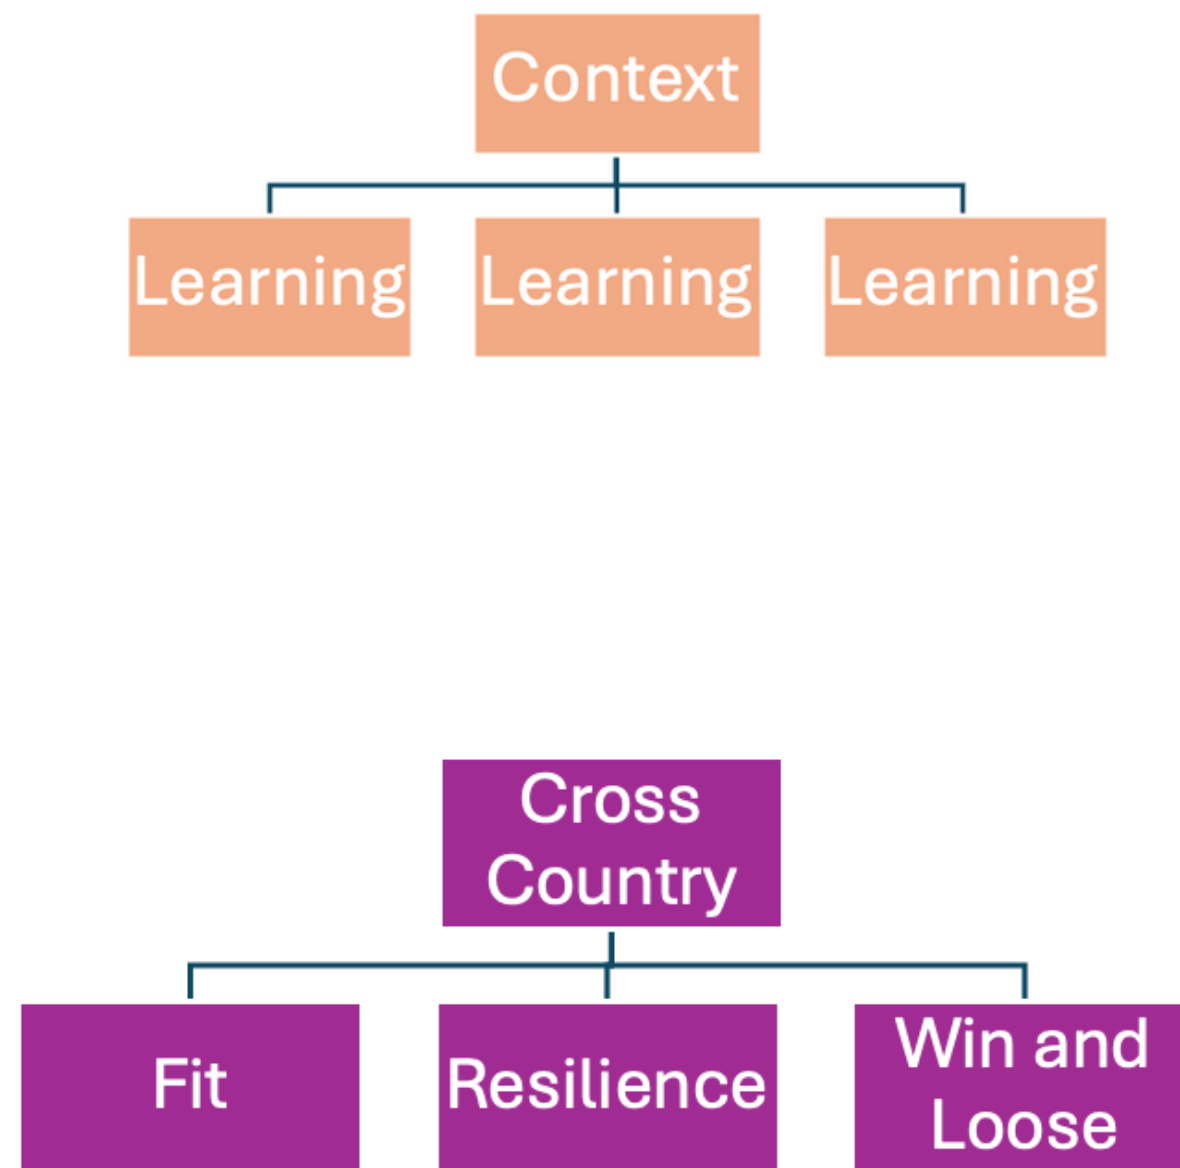 Context
Learning
Learning
Learning
Cross
Country
Fit
Resilience
Win and
Loose